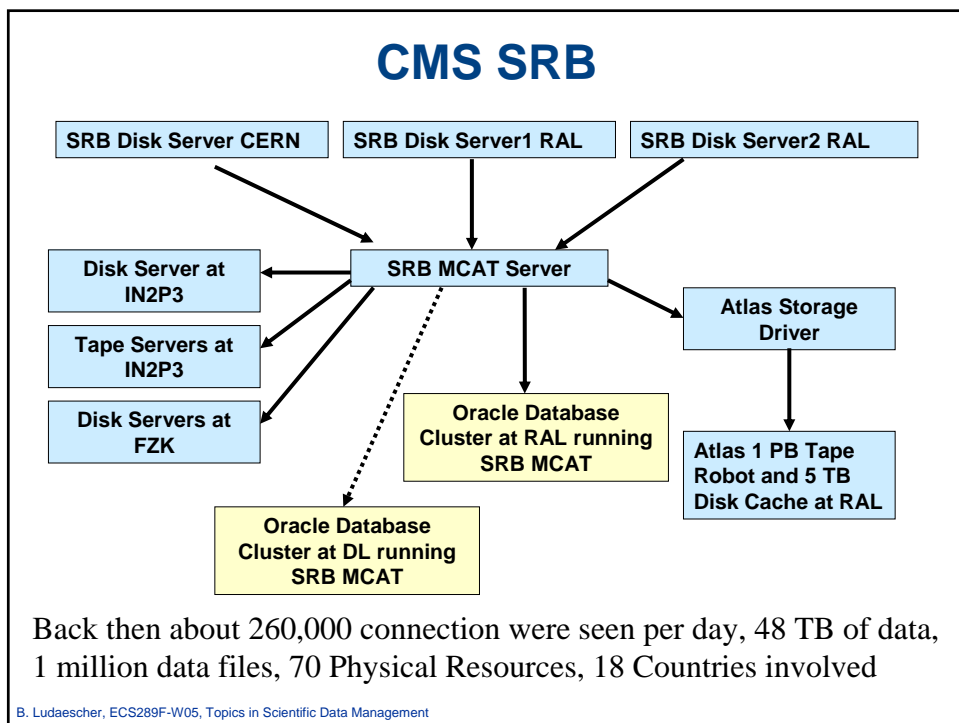 CMS SRB
SRB Disk Server CERN
SRB Disk Server1 RAL
SRB Disk Server2 RAL
Disk Server at
IN2P3
SRB MCAT Server
Tape Servers at
IN2P3
Atlas Storage
Driver
Disk Servers at
FZK
Oracle Database
Cluster at RAL running
SRB MCAT
Atlas 1 PB Tape
Robot and 5 TB
Disk Cache at RAL
Oracle Database
Cluster at DL running
SRB MCAT
Back then about 260,000 connection were seen per day, 48 TB of data,
1 million data files, 70 Physical Resources, 18 Countries involved
B. Ludaescher, ECS289F-W05, Topics in Scientific Data Management